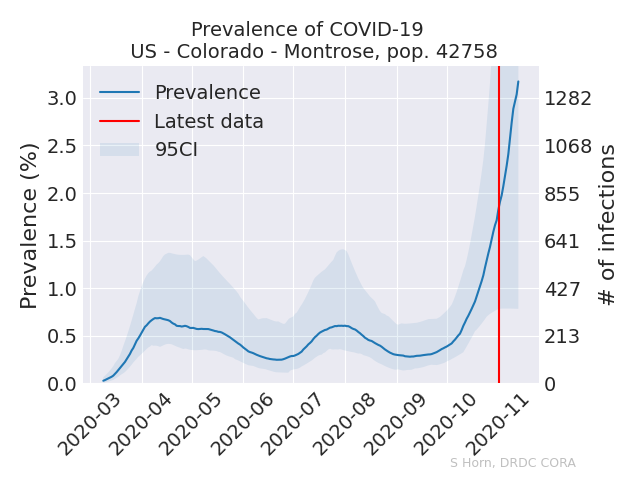 Prevalence of COVID-19
US - Colorado - Montrose, pop. 42758
Prevalence
Latest data
95CI
Prevalence (%)
3.0
2.5
2.0
1.5
1.0
0.5
0.0
# of infections
1282
1068
855
641
427
213
0
2020-03
2020-04
2020-05
2020-06
2020-07
2020-08
2020-09
2020-10
2020-11
S Horn, DRDC CORA